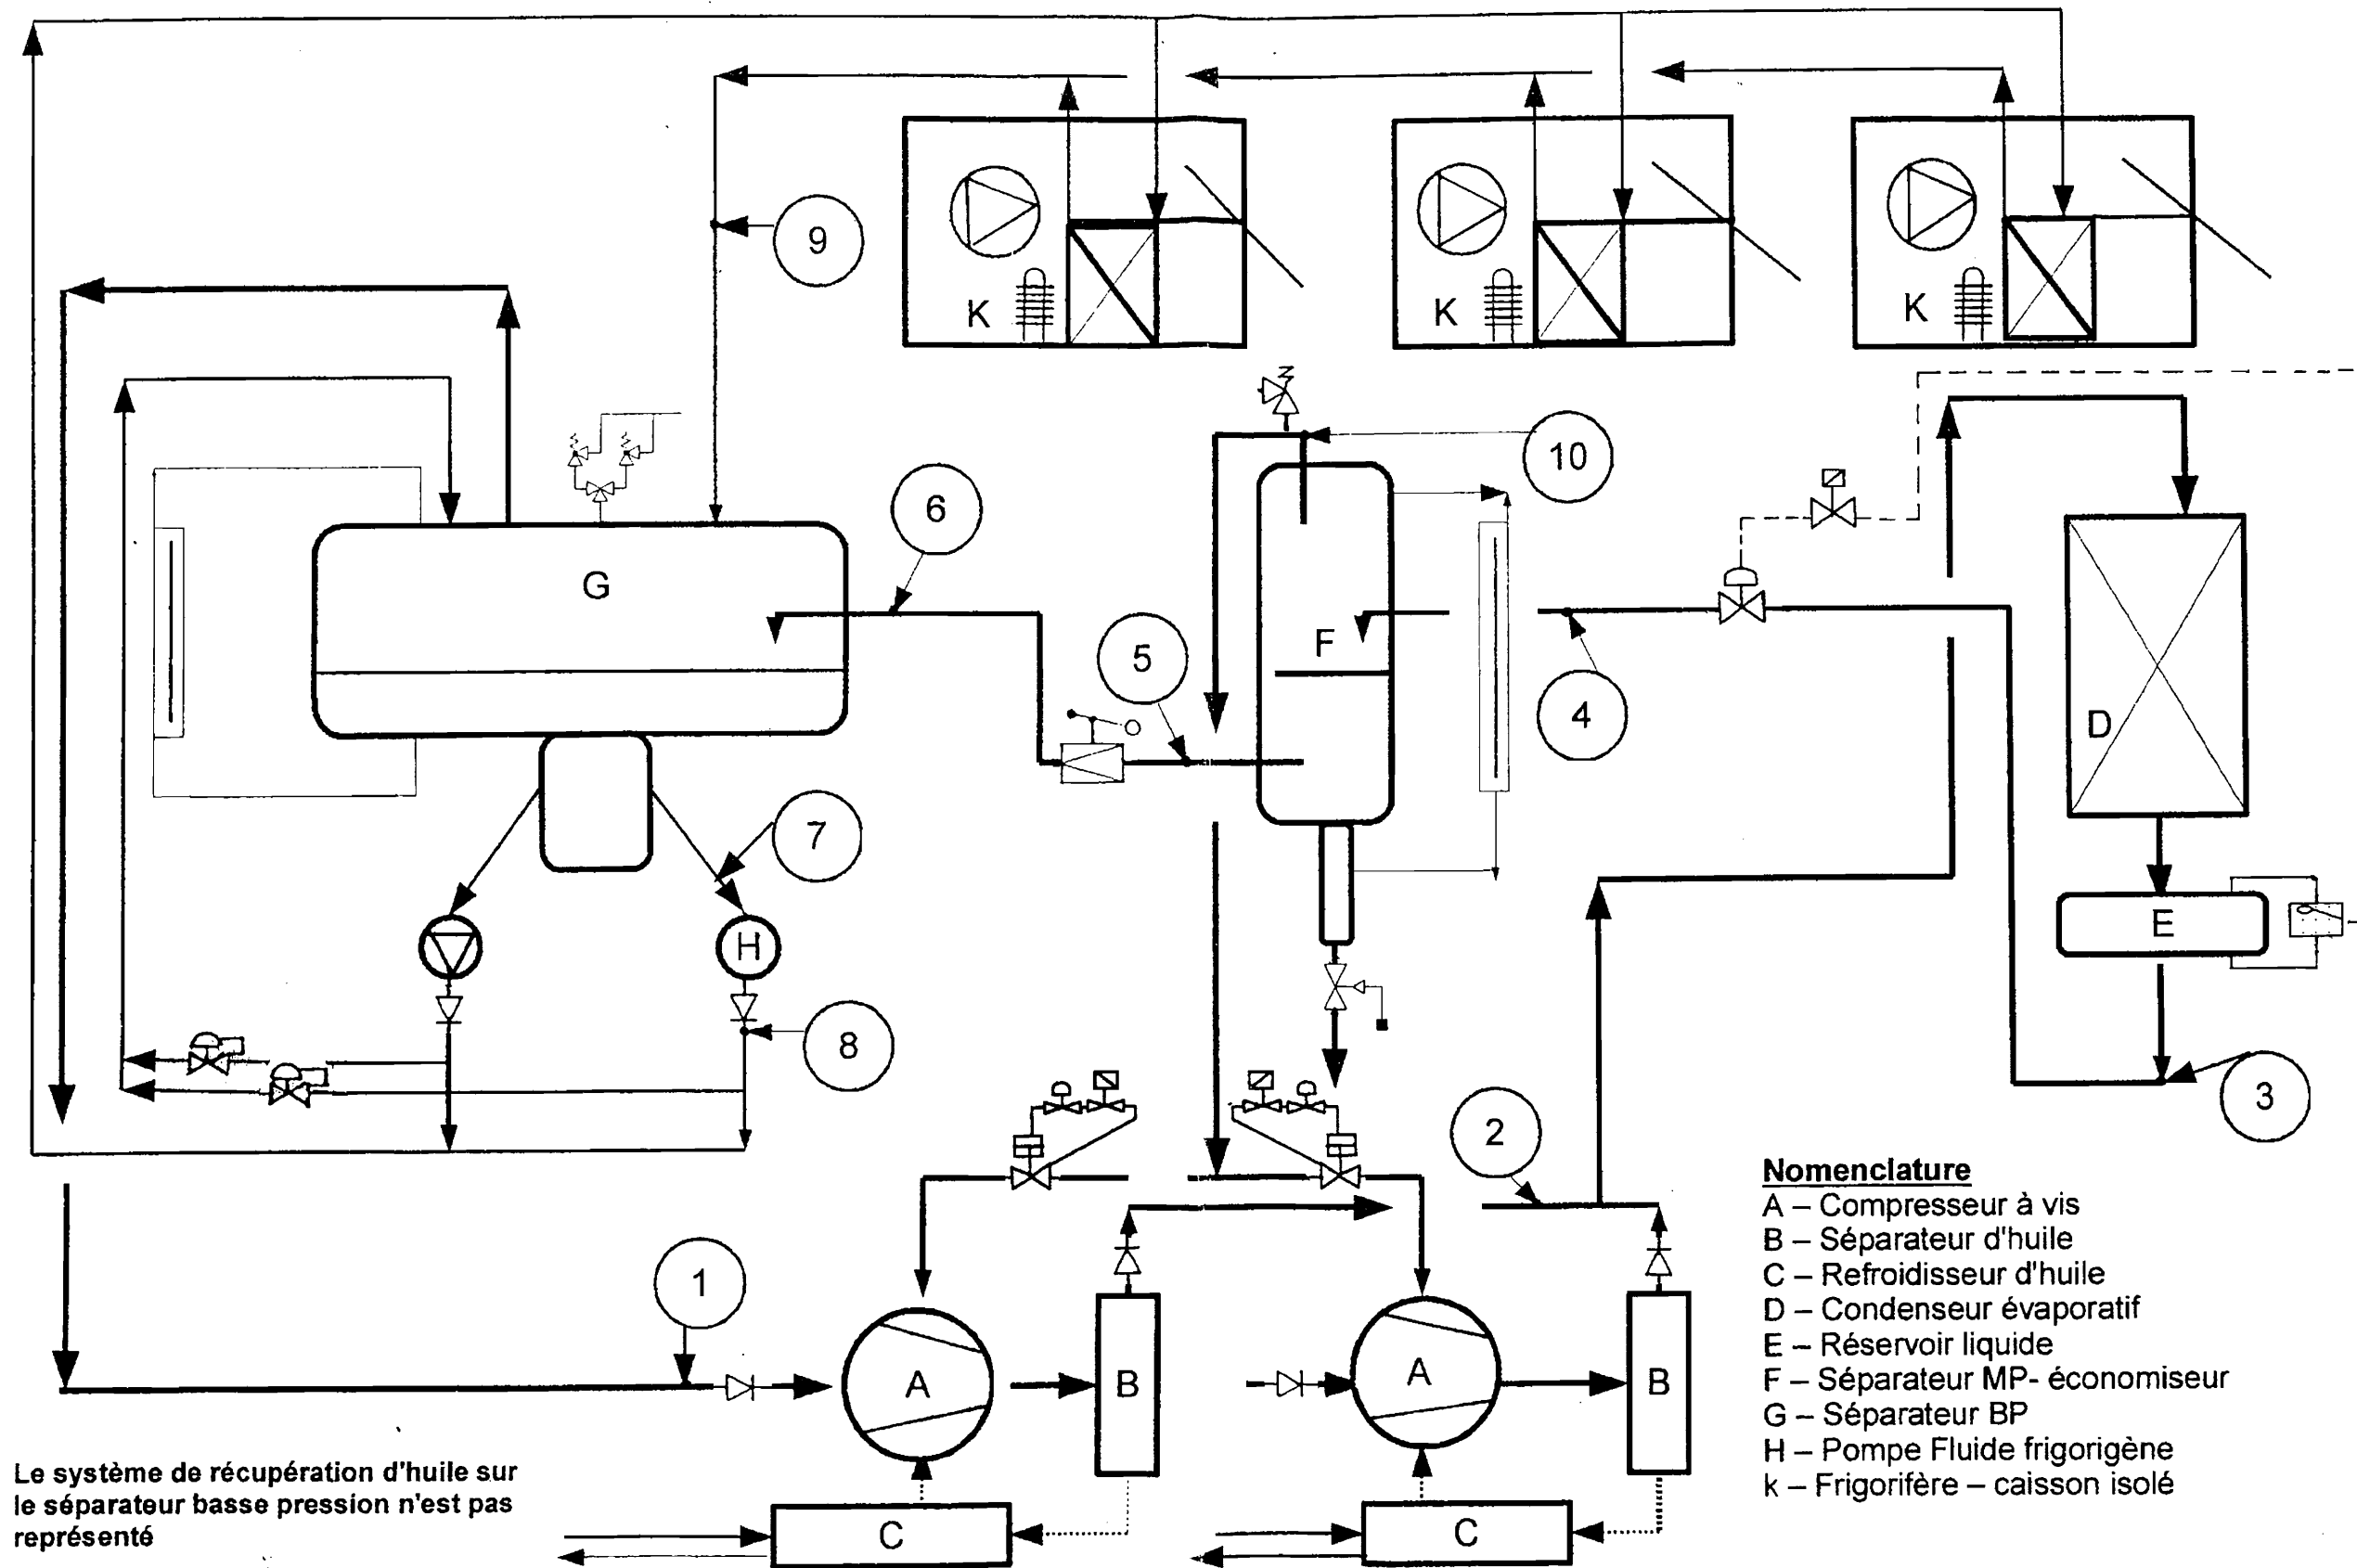 9
K
K
K
10
6
G
F
5
4
D
7
E
H
8
3
2
Nomenclature
A – Compresseur à vis
B – Séparateur d'huile
C – Refroidisseur d'huile
D – Condenseur évaporatif
E – Réservoir liquide
F – Séparateur MP- économiseur
G – Séparateur BP
H – Pompe Fluide frigorigène
k – Frigorifère – caisson isolé
1
A
B
A
B
Le système de récupération d'huile sur
le séparateur basse pression n'est pas
représenté
C
C